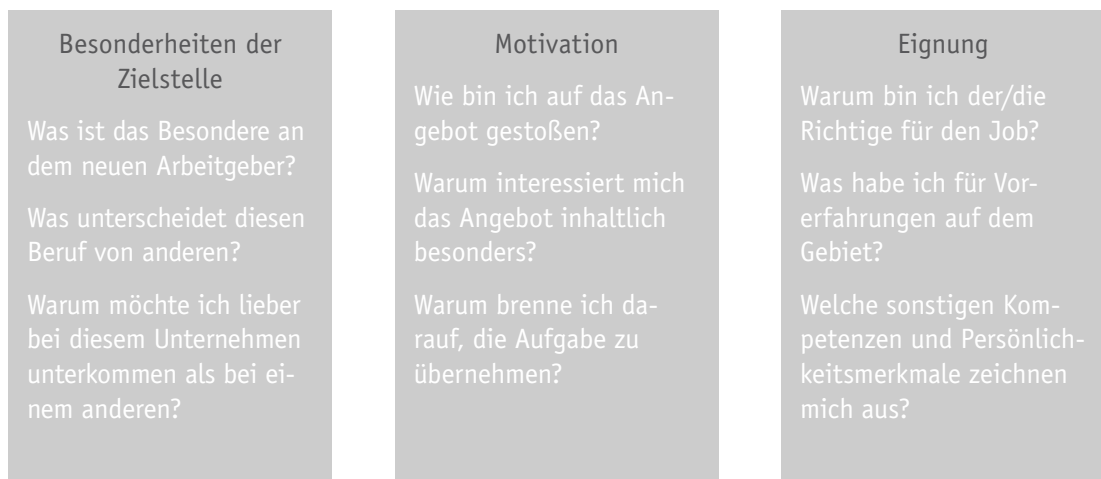 Besonderheiten der
Zielstelle
Was ist das Besondere an
dem neuen Arbeitgeber?
Was unterscheidet diesen
Beruf von anderen?
Warum möchte ich lieber
bei diesem Unternehmen
unterkommen als bei ei-
nem anderen?
Motivation
Wie bin ich auf das An-
gebot gestoßen?
Warum interessiert mich
das Angebot inhaltlich
besonders?
Warum brenne ich da-
rauf, die Aufgabe zu
übernehmen?
Eignung
Warum bin ich der/die
Richtige für den Job?
Was habe ich für Vor-
erfahrungen auf dem
Gebiet?
Welche sonstigen Kom-
petenzen und Persönlich-
keitsmerkmale zeichnen
mich aus?